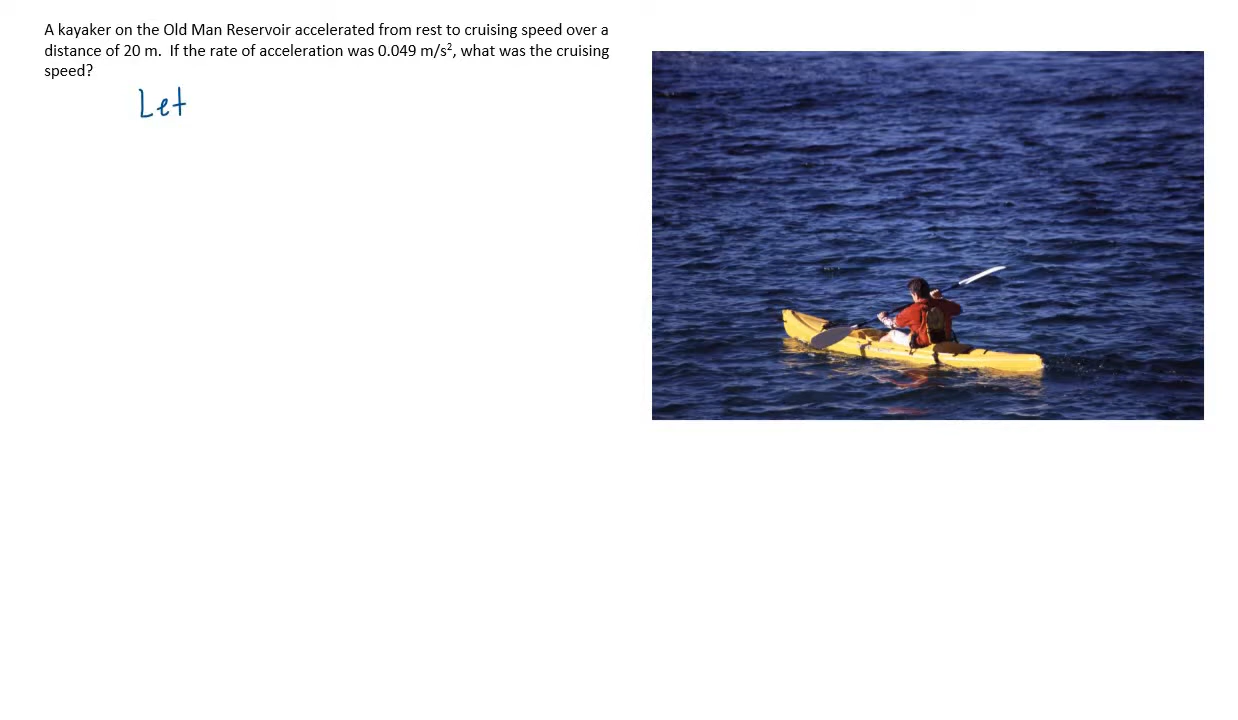 A kayaker on the Old Man Reservoir accelerated from rest to cruising speed over a
distance of 20 m.  If the rate of acceleration was 0.049 m/s², what was the cruising
speed?
Let